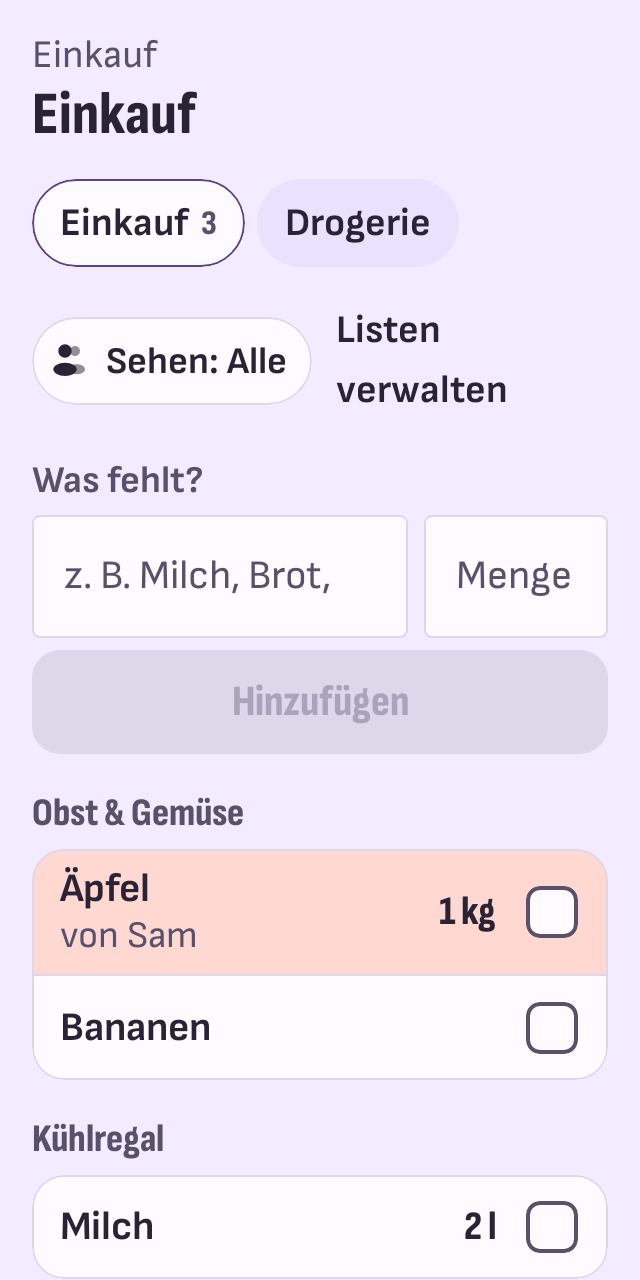 Einkauf
Einkauf
Einkauf 3
Drogerie
Sehen: Alle
Listen
verwalten
Was fehlt?
z. B. Milch, Brot,
Menge
Hinzufügen
Obst & Gemüse
Äpfel
von Sam
1 kg
Bananen
Kühlregal
Milch
2 l